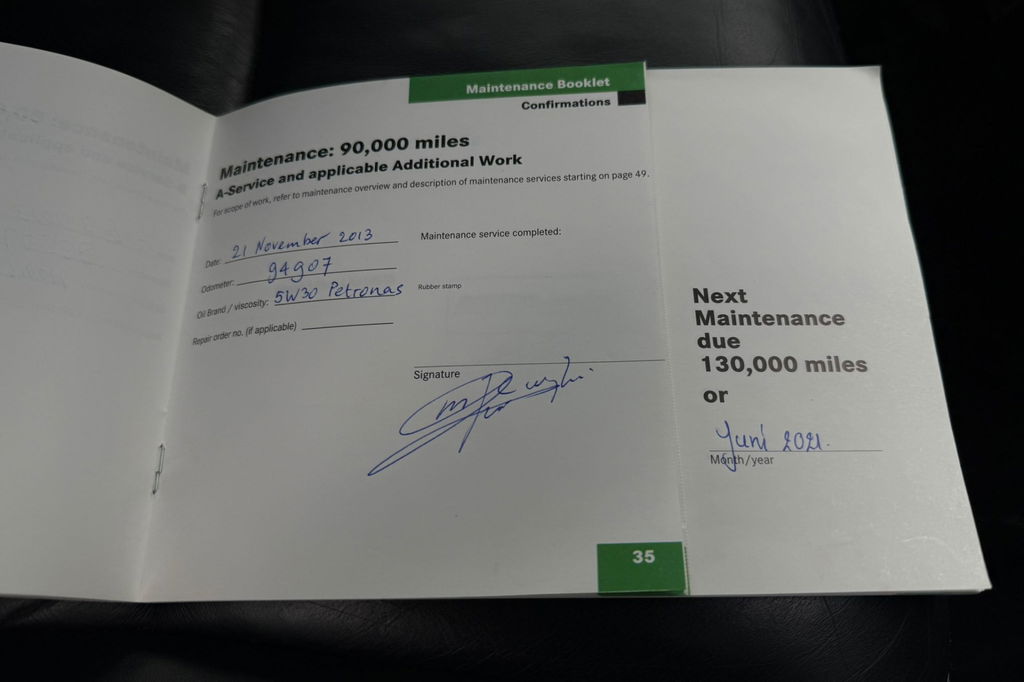 Maintenance Booklet
Confirmations
Maintenance: 90,000 miles
A-Service and applicable Additional Work
For scope of work, refer to maintenance overview and description of maintenance services starting on page 49.
Date: 21 November 2013
Odometer: 94907
Oil Brand / viscosity: 5W30 Petronas
Repair order no. (if applicable)
Maintenance service completed:
Rubber stamp
Signature
35
Next
Maintenance
due
130,000 miles
or
Yuni 2021.
Month/year